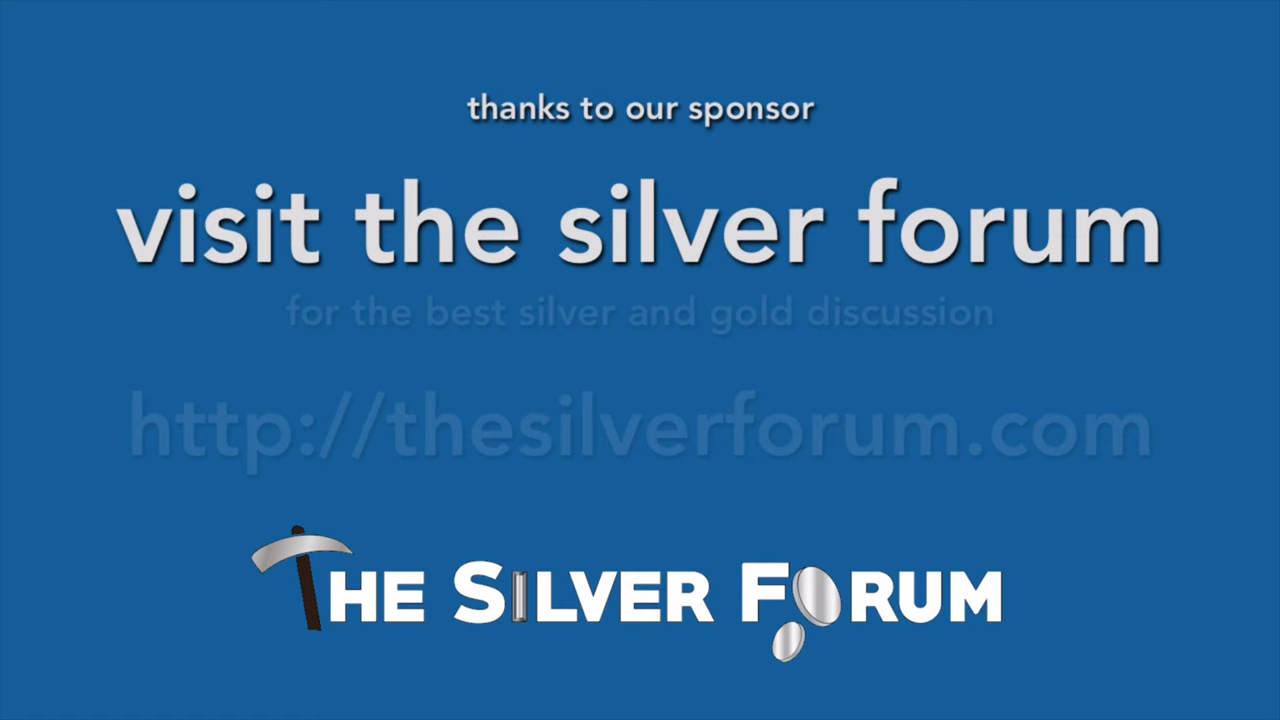 thanks to our sponsor
visit the silver forum
for the best silver and gold discussion
http://thesilverforum.com
THE SILVER FORUM